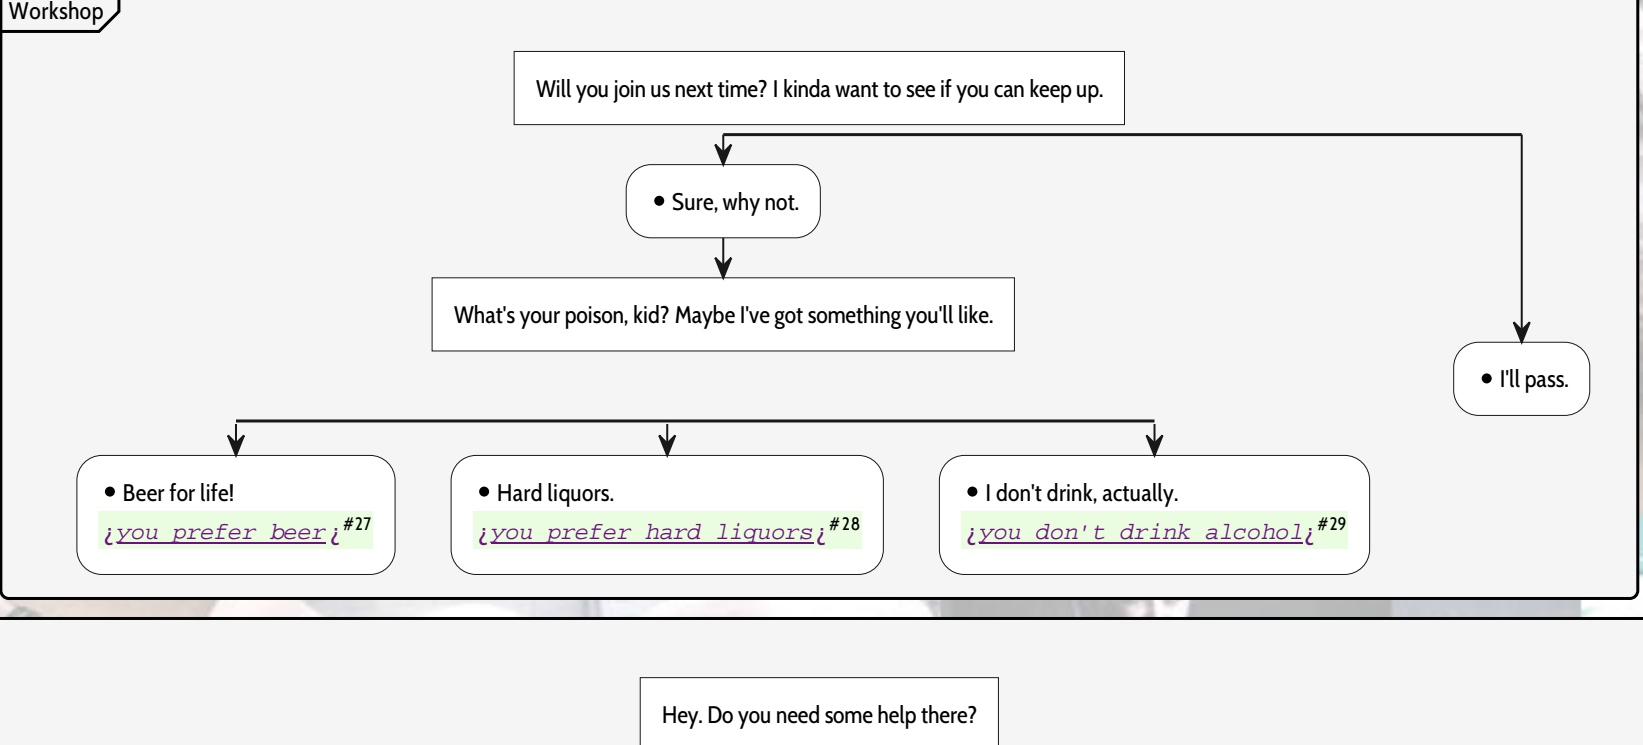 Workshop
Will you join us next time? I kinda want to see if you can keep up.
• Sure, why not.
What's your poison, kid? Maybe I've got something you'll like.
• I'll pass.
• Beer for life!
¿you prefer beer¿#27
• Hard liquors.
¿you prefer hard liquors¿#28
• I don't drink, actually.
¿you don't drink alcohol¿#29
Hey. Do you need some help there?